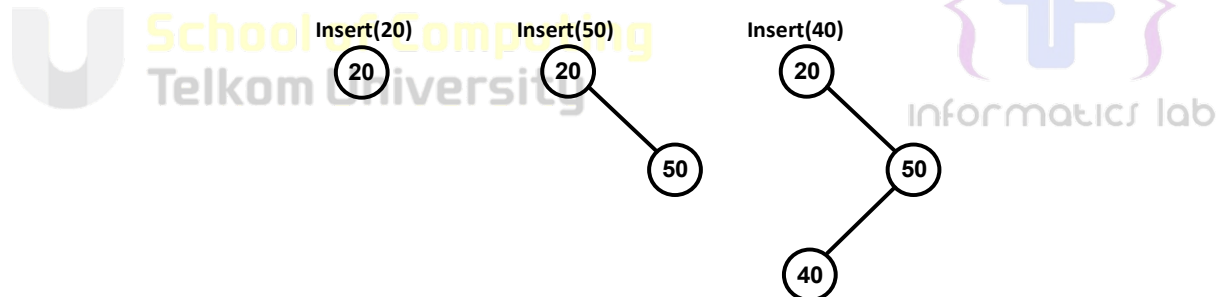 School of Computing
Telkom University
informatics lab
Insert(20) Insert(50) Insert(40)
20 20 20
50 50
40